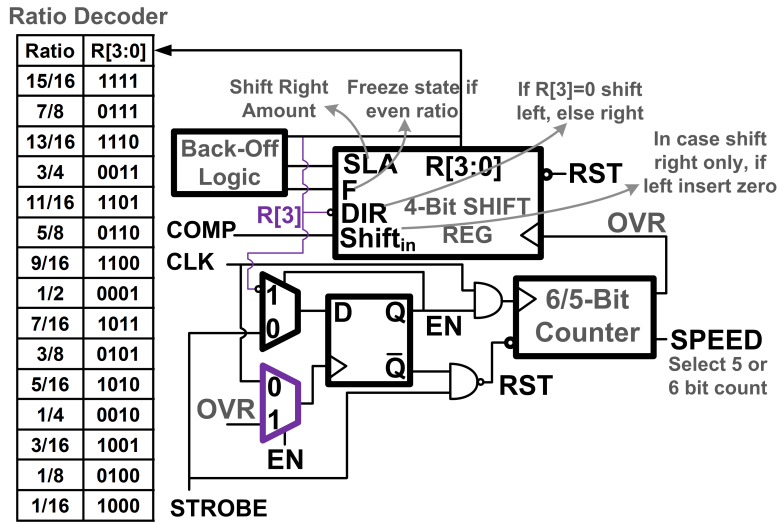 Ratio Decoder
Ratio R[3:0]
15/16 1111
7/8 0111
13/16 1110
3/4 0011
11/16 1101
5/8 0110
9/16 1100
1/2 0001
7/16 1011
3/8 0101
5/16 1010
1/4 0010
3/16 1001
1/8 0100
1/16 1000
Shift Right
Amount
Freeze state if
even ratio
If R[3]=0 shift
left, else right
In case shift
right only, if
left insert zero
Back-Off
Logic
SLA R[3:0]
F
DIR 4-Bit SHIFT
Shiftin REG
R[3]
COMP
CLK
RST
OVR
1
0
D Q
Q
EN
6/5-Bit
Counter
SPEED
Select 5 or
6 bit count
RST
0
1
OVR
EN
STROBE